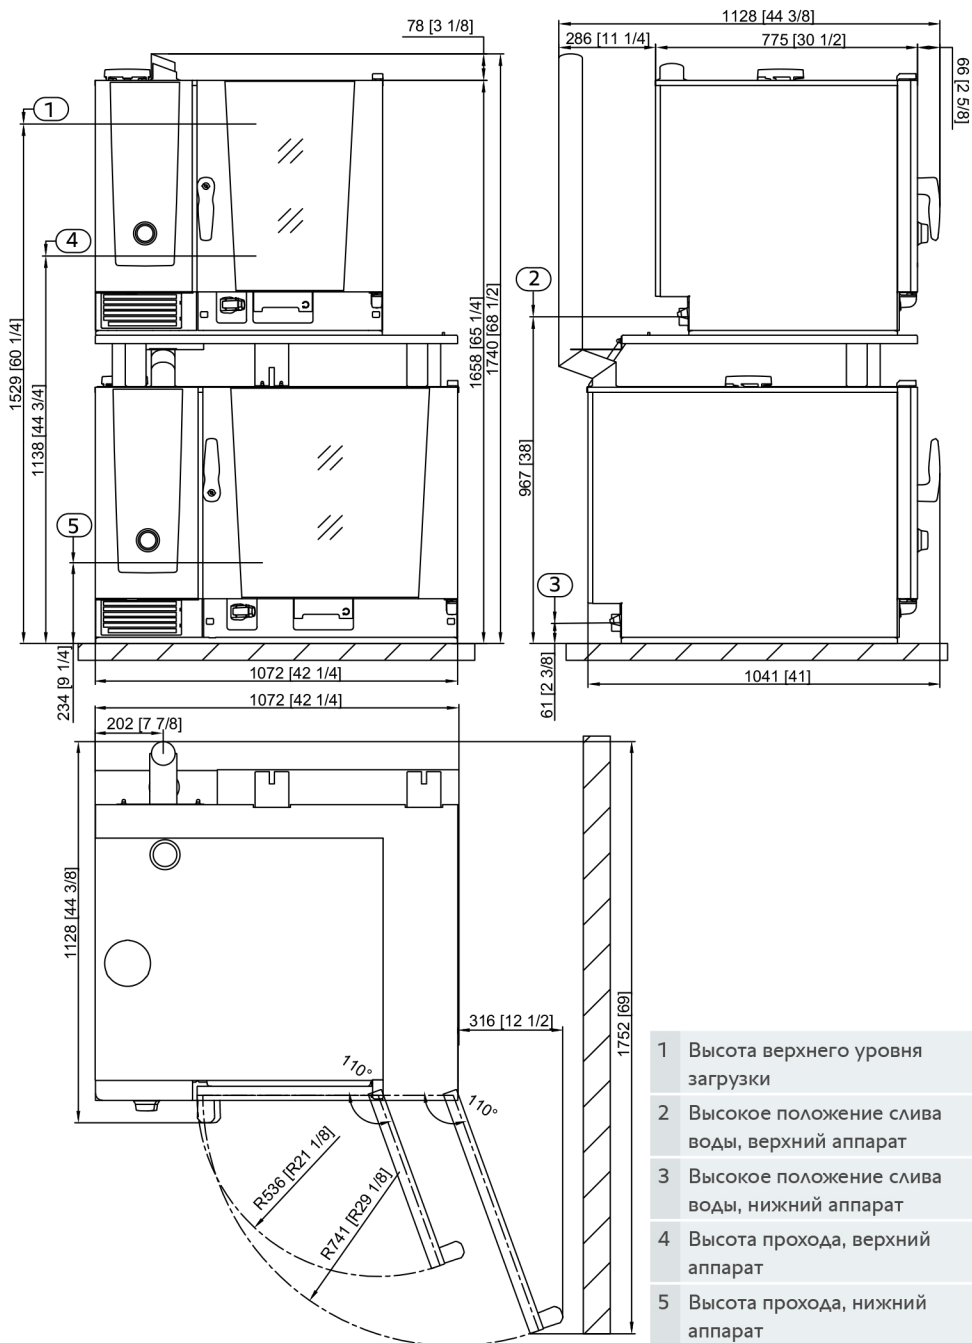 78 [3 1/8]
1128 [44 3/8]
286 [11 1/4]
775 [30 1/2]
66 [2 5/8]
1
4
2
1529 [60 1/4]
1138 [44 3/4]
1658 [65 1/4]
1740 [68 1/2]
967 [38]
5
3
234 [9 1/4]
1072 [42 1/4]
61 [2 3/8]
1041 [41]
1072 [42 1/4]
202 [7 7/8]
1128 [44 3/8]
316 [12 1/2]
1752 [69]
110°
110°
R536 [R21 1/8]
R741 [R29 1/8]
1 Высота верхнего уровня
загрузки
2 Высокое положение слива
воды, верхний аппарат
3 Высокое положение слива
воды, нижний аппарат
4 Высота прохода, верхний
аппарат
5 Высота прохода, нижний
аппарат